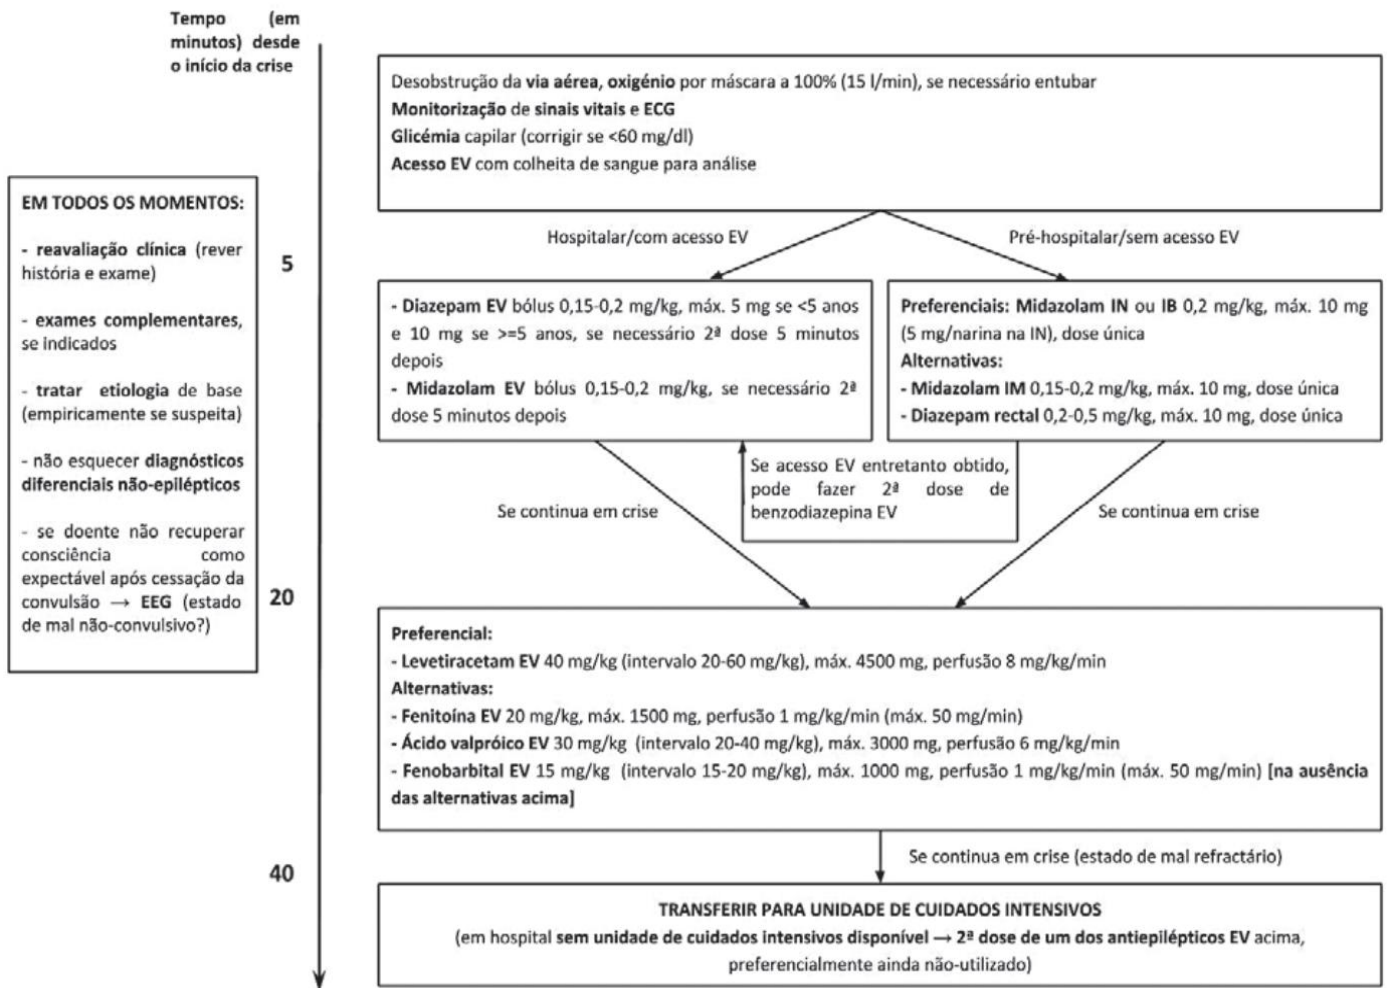 Tempo (em
minutos) desde
o início da crise
Desobstrução da via aérea, oxigénio por máscara a 100% (15 l/min), se necessário entubar
Monitorização de sinais vitais e ECG
Glicémia capilar (corrigir se <60 mg/dl)
Acesso EV com colheita de sangue para análise
EM TODOS OS MOMENTOS:
- reavaliação clínica (rever
história e exame)
- exames complementares,
se indicados
- tratar etiologia de base
(empiricamente se suspeita)
- não esquecer diagnósticos
diferenciais não-epilépticos
- se doente não recuperar
consciência como
expectável após cessação da
convulsão → EEG (estado
de mal não-convulsivo?)
5
Hospitalar/com acesso EV
Pré-hospitalar/sem acesso EV
- Diazepam EV bólus 0,15-0,2 mg/kg, máx. 5 mg se <5 anos
e 10 mg se >=5 anos, se necessário 2ª dose 5 minutos
depois
- Midazolam EV bólus 0,15-0,2 mg/kg, se necessário 2ª
dose 5 minutos depois
Preferenciais: Midazolam IN ou IB 0,2 mg/kg, máx. 10 mg
(5 mg/narina na IN), dose única
Alternativas:
- Midazolam IM 0,15-0,2 mg/kg, máx. 10 mg, dose única
- Diazepam rectal 0,2-0,5 mg/kg, máx. 10 mg, dose única
Se continua em crise
Se acesso EV entretanto obtido,
pode fazer 2ª dose de
benzodiazepina EV
Se continua em crise
20
Preferencial:
- Levetiracetam EV 40 mg/kg (intervalo 20-60 mg/kg), máx. 4500 mg, perfusão 8 mg/kg/min
Alternativas:
- Fenitoína EV 20 mg/kg, máx. 1500 mg, perfusão 1 mg/kg/min (máx. 50 mg/min)
- Ácido valpróico EV 30 mg/kg (intervalo 20-40 mg/kg), máx. 3000 mg, perfusão 6 mg/kg/min
- Fenobarbital EV 15 mg/kg (intervalo 15-20 mg/kg), máx. 1000 mg, perfusão 1 mg/kg/min (máx. 50 mg/min) [na ausência
das alternativas acima]
40
Se continua em crise (estado de mal refractário)
TRANSFERIR PARA UNIDADE DE CUIDADOS INTENSIVOS
(em hospital sem unidade de cuidados intensivos disponível → 2ª dose de um dos antiepilépticos EV acima,
preferencialmente ainda não-utilizado)